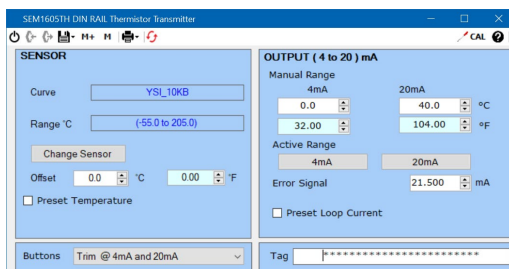 SEM1605TH DIN RAIL Thermistor Transmitter
M+ M CAL
SENSOR
Curve YSI_10KB
Range °C (-55.0 to 205.0)
Change Sensor
Offset 0.0 °C 0.00 °F
Preset Temperature
Buttons Trim @ 4mA and 20mA
OUTPUT ( 4 to 20 ) mA
Manual Range
4mA 20mA
0.0 40.0 °C
32.00 104.00 °F
Active Range
4mA 20mA
Error Signal 21.500 mA
Preset Loop Current
Tag ************************